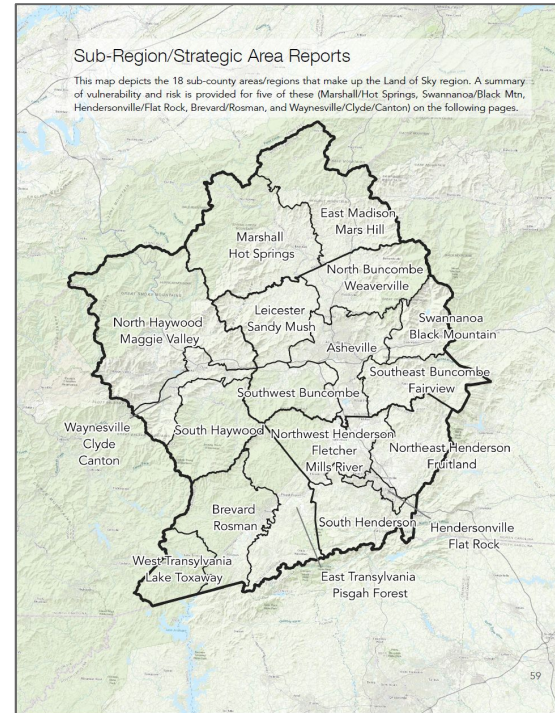 Sub-Region/Strategic Area Reports
This map depicts the 18 sub-county areas/regions that make up the Land of Sky region. A summary
of vulnerability and risk is provided for five of these (Marshall/Hot Springs, Swannanoa/Black Mtn,
Hendersonville/Flat Rock, Brevard/Rosman, and Waynesville/Clyde/Canton) on the following pages.
East Madison
Mars Hill
Marshall
Hot Springs
North Buncombe
Weaverville
Leicester
Sandy Mush
Swannanoa
Black Mountain
North Haywood
Maggie Valley
Asheville
Southeast Buncombe
Fairview
Southwest Buncombe
Waynesville
Clyde
Canton
South Haywood
Northwest Henderson
Fletcher
Mills River
Northeast Henderson
Fruitland
Brevard
Rosman
South Henderson
Hendersonville
Flat Rock
West Transylvania
Lake Toxaway
East Transylvania
Pisgah Forest
59